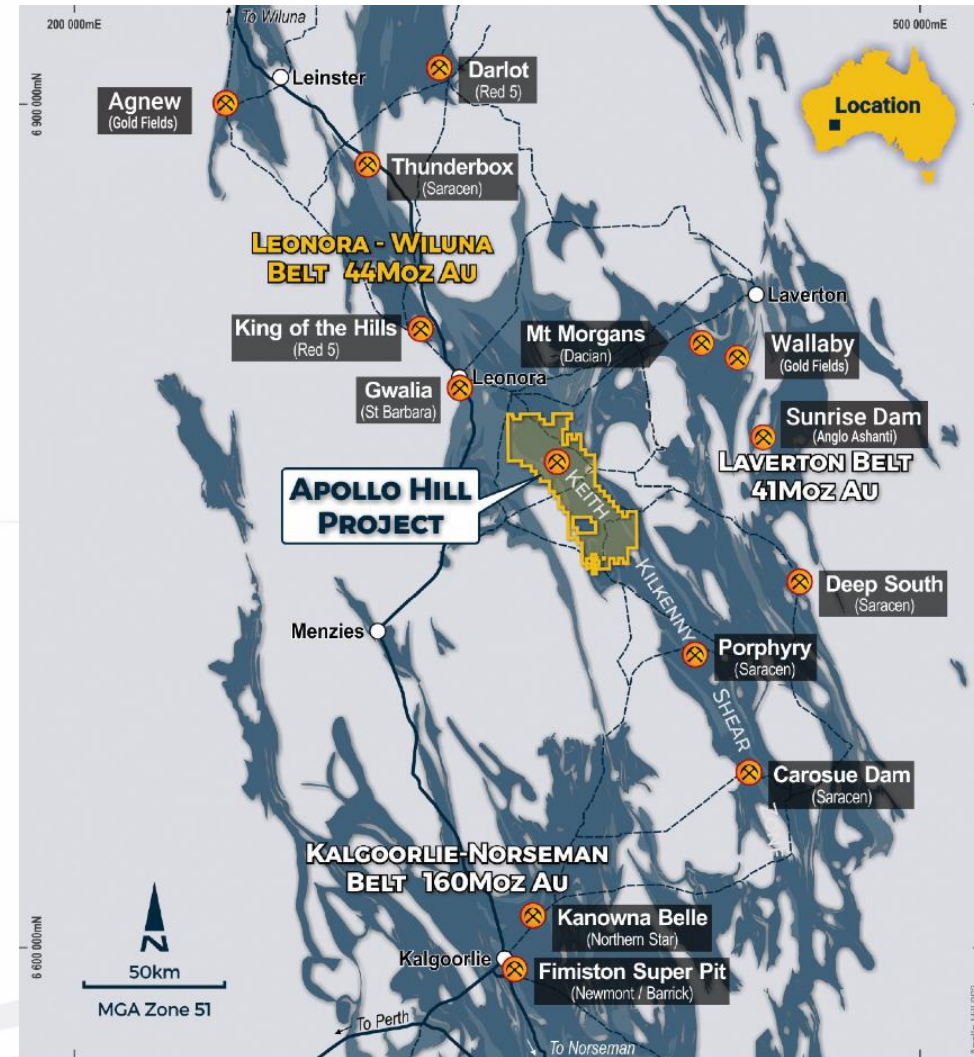 200 000mE
500 000mE
To Wiluna
6 900 000mN
Leinster
Darlot
(Red 5)
Agnew
(Gold Fields)
Location
Thunderbox
(Saracen)
LEONORA - WILUNA
BELT 44MOZ AU
Laverton
King of the Hills
(Red 5)
Mt Morgans
(Dacian)
Wallaby
(Gold Fields)
Leonora
Gwalia
(St Barbara)
Sunrise Dam
(Anglo Ashanti)
LAVERTON BELT
41MOZ AU
APOLLO HILL
PROJECT
KEITH
KILKENNY
SHEAR
ZONE
Deep South
(Saracen)
Menzies
Porphyry
(Saracen)
Carosue Dam
(Saracen)
KALGOORLIE-NORSEMAN
BELT 160MOZ AU
Kanowna Belle
(Northern Star)
6 600 000mN
N
50km
MGA Zone 51
Kalgoorlie
Fimiston Super Pit
(Newmont / Barrick)
To Perth
To Norseman